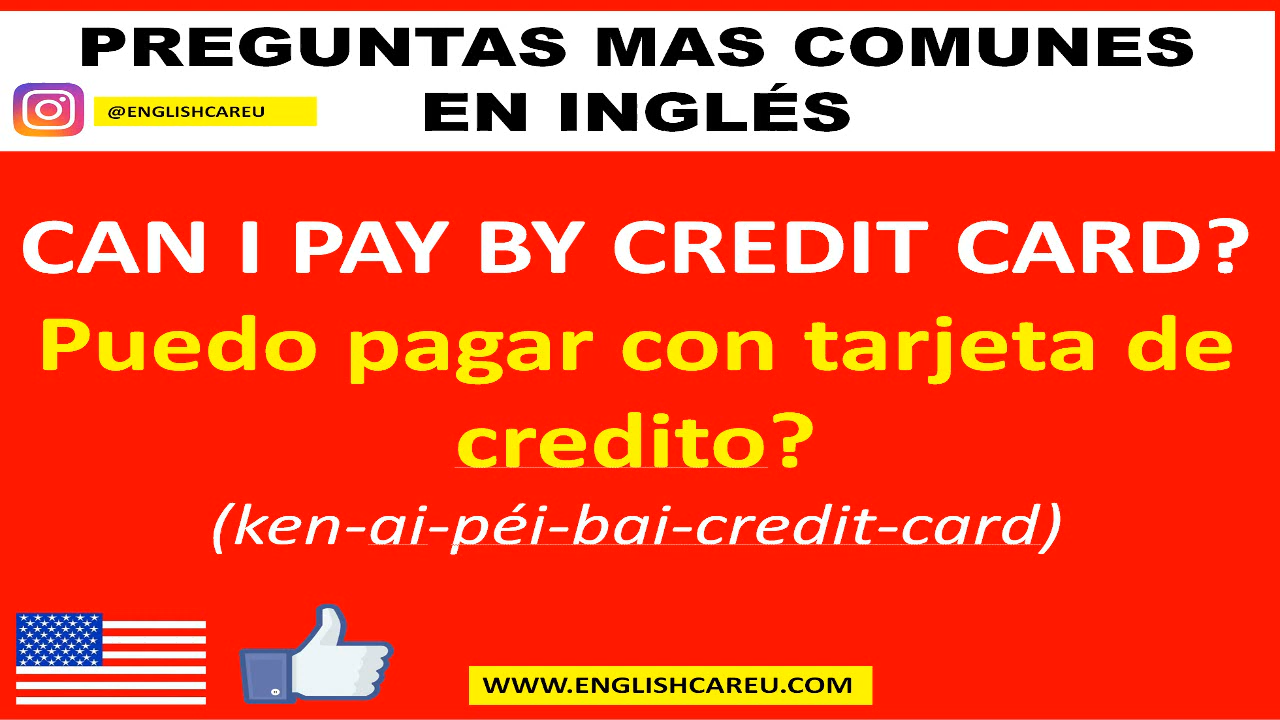 PREGUNTAS MAS COMUNES
EN INGLÉS
@ENGLISHCAREU
CAN I PAY BY CREDIT CARD?
Puedo pagar con tarjeta de
credito?
(ken-ai-péi-bai-credit-card)
WWW.ENGLISHCAREU.COM